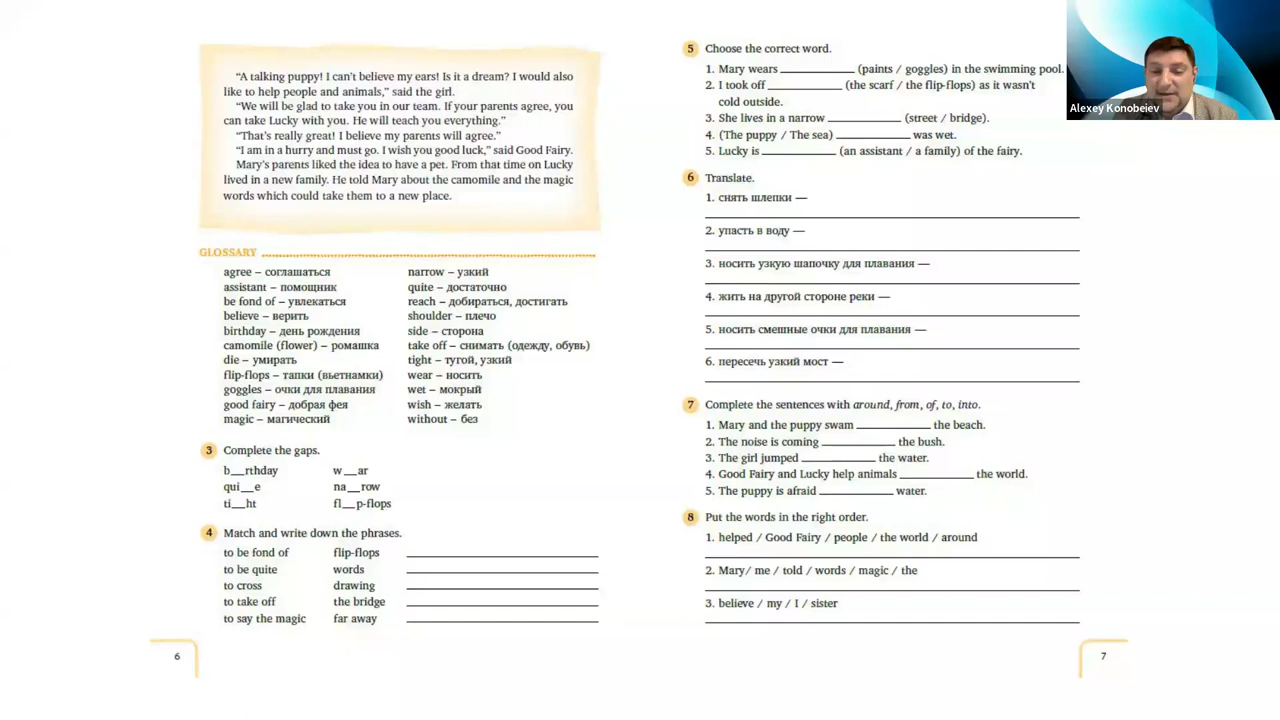 “A talking puppy! I can't believe my ears! Is it a dream? I would also
like to help people and animals,” said the girl.
“We will be glad to take you in our team. If your parents agree, you
can take Lucky with you. He will teach you everything.”
“That's really great! I believe my parents will agree.”
“I am in a hurry and must go. I wish you good luck,” said Good Fairy.
Mary's parents liked the idea to have a pet. From that time on Lucky
lived in a new family. He told Mary about the camomile and the magic
words which could take them to a new place.
GLOSSARY
agree – соглашаться
assistant – помощник
be fond of – увлекаться
believe – верить
birthday – день рождения
camomile (flower) – ромашка
die – умирать
flip-flops – тапки (вьетнамки)
goggles – очки для плавания
good fairy – добрая фея
magic – магический
narrow – узкий
quite – достаточно
reach – добираться, достигать
shoulder – плечо
side – сторона
take off – снимать (одежду, обувь)
tight – тугой, узкий
wear – носить
wet – мокрый
wish – желать
without – без
3 Complete the gaps.
b__rthday w__ar
qui__e na__row
ti__ht fl__p-flops
4 Match and write down the phrases.
to be fond of flip-flops ____________
to be quite words ____________
to cross drawing ____________
to take off the bridge ____________
to say the magic far away ____________
6
5 Choose the correct word.
1. Mary wears ____________ (paints / goggles) in the swimming pool.
2. I took off ____________ (the scarf / the flip-flops) as it wasn't
cold outside.
3. She lives in a narrow ____________ (street / bridge).
4. (The puppy / The sea) ____________ was wet.
5. Lucky is ____________ (an assistant / a family) of the fairy.
6 Translate.
1. снять шлепки —
2. упасть в воду —
3. носить узкую шапочку для плавания —
4. жить на другой стороне реки —
5. носить смешные очки для плавания —
6. пересечь узкий мост —
7 Complete the sentences with around, from, of, to, into.
1. Mary and the puppy swam ____________ the beach.
2. The noise is coming ____________ the bush.
3. The girl jumped ____________ the water.
4. Good Fairy and Lucky help animals ____________ the world.
5. The puppy is afraid ____________ water.
8 Put the words in the right order.
1. helped / Good Fairy / people / the world / around
2. Mary/ me / told / words / magic / the
3. believe / my / I / sister
7
Alexey Konobeiev